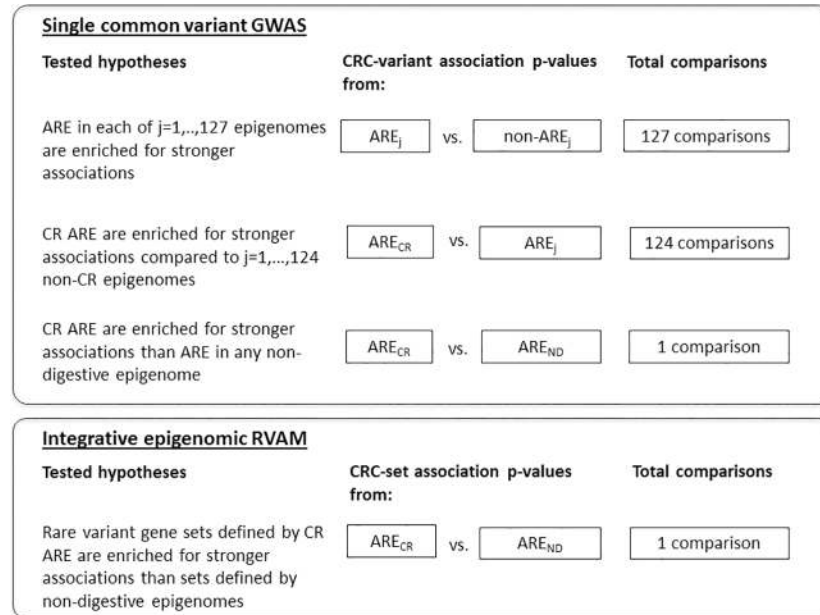 Single common variant GWAS
Tested hypotheses
CRC-variant association p-values
from:
Total comparisons
ARE in each of j=1,..,127 epigenomes
are enriched for stronger
associations
AREj vs. non-AREj
127 comparisons
CR ARE are enriched for stronger
associations compared to j=1,...,124
non-CR epigenomes
ARECR vs. AREj
124 comparisons
CR ARE are enriched for stronger
associations than ARE in any non-
digestive epigenome
ARECR vs. AREND
1 comparison
Integrative epigenomic RVAM
Tested hypotheses
CRC-set association p-values
from:
Total comparisons
Rare variant gene sets defined by CR
ARE are enriched for stronger
associations than sets defined by
non-digestive epigenomes
ARECR vs. AREND
1 comparison